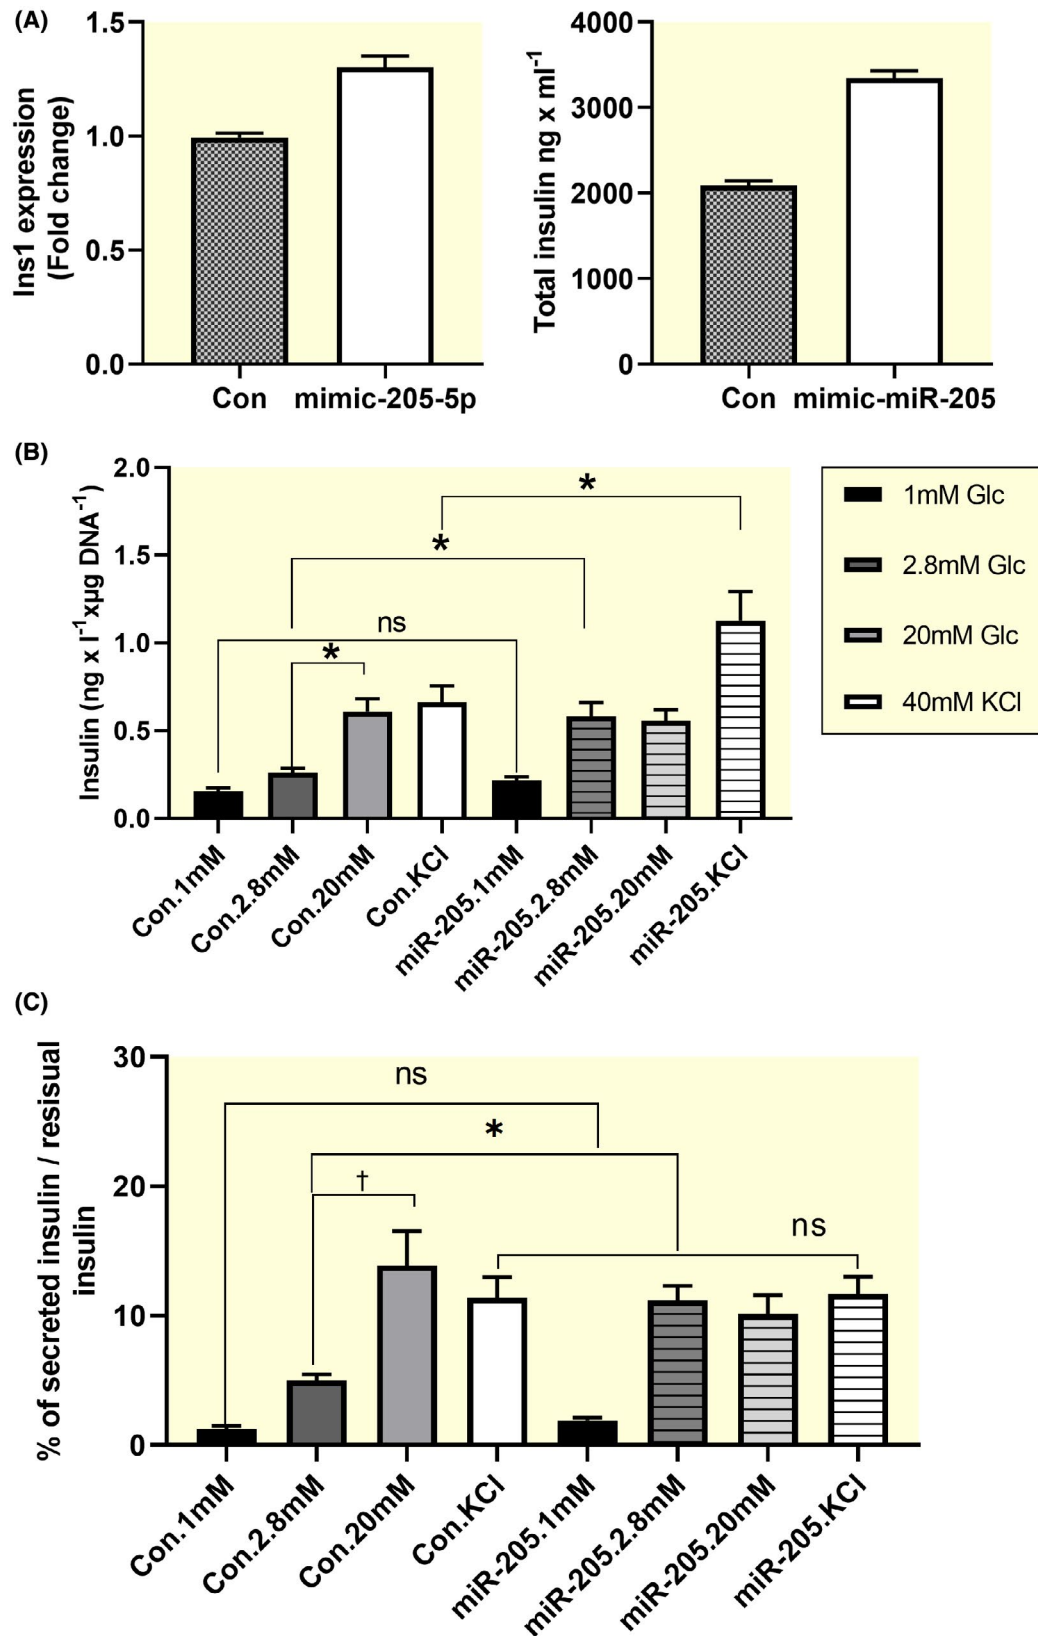 (A)
1.5
1.0
0.5
0.0
Ins1 expression
(Fold change)
Con mimic-205-5p
4000
3000
2000
1000
0
Total insulin ng x ml-1
Con mimic-miR-205
(B)
2.0
1.5
1.0
0.5
0.0
Insulin (ng x l-1xµg DNA-1)
*
*
ns
*
Con.1mM
Con.2.8mM
Con.20mM
Con.KCl
miR-205.1mM
miR-205.2.8mM
miR-205.20mM
miR-205.KCl
1mM Glc
2.8mM Glc
20mM Glc
40mM KCl
(C)
30
20
10
0
% of secreted insulin / resisual
insulin
ns
*
†
ns
Con.1mM
Con.2.8mM
Con.20mM
Con.KCl
miR-205.1mM
miR-205.2.8mM
miR-205.20mM
miR-205.KCl